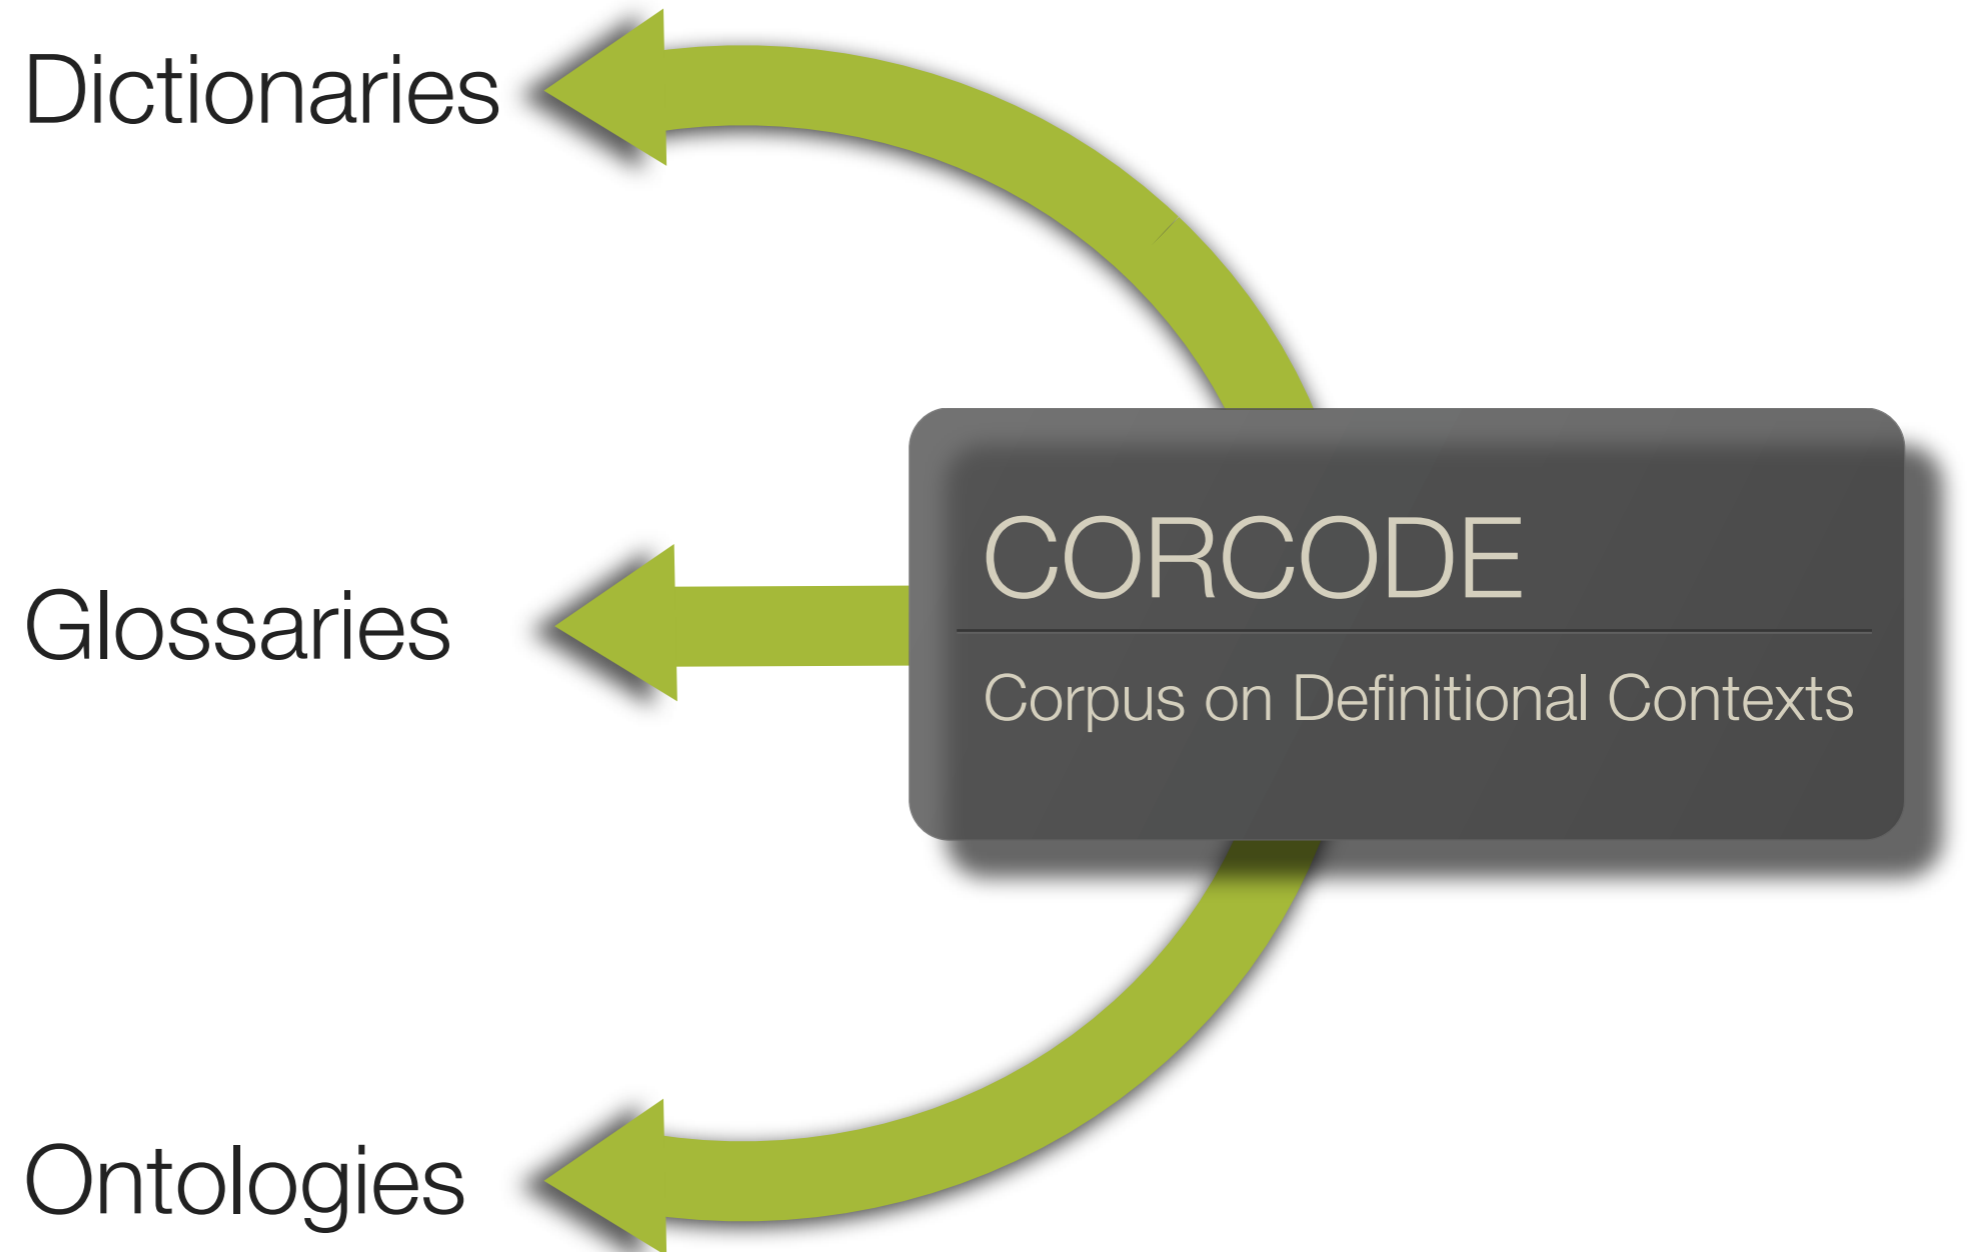 Dictionaries
Glossaries
CORCODE
Corpus on Definitional Contexts
Ontologies